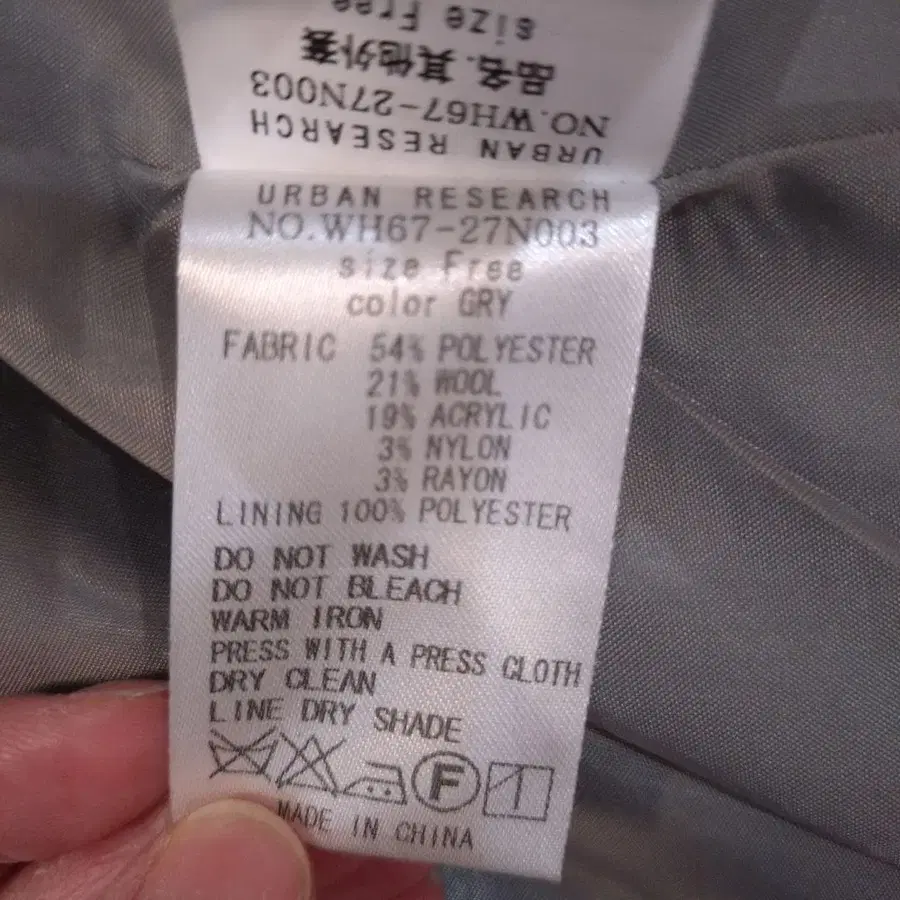 size Free
品名.其他外套
NO.WH67-27N003
URBAN RESEARCH
URBAN RESEARCH
NO.WH67-27N003
size Free
color GRY
FABRIC 54% POLYESTER
21% WOOL
19% ACRYLIC
3% NYLON
3% RAYON
LINING 100% POLYESTER
DO NOT WASH
DO NOT BLEACH
WARM IRON
PRESS WITH A PRESS CLOTH
DRY CLEAN
LINE DRY SHADE
F
MADE IN CHINA